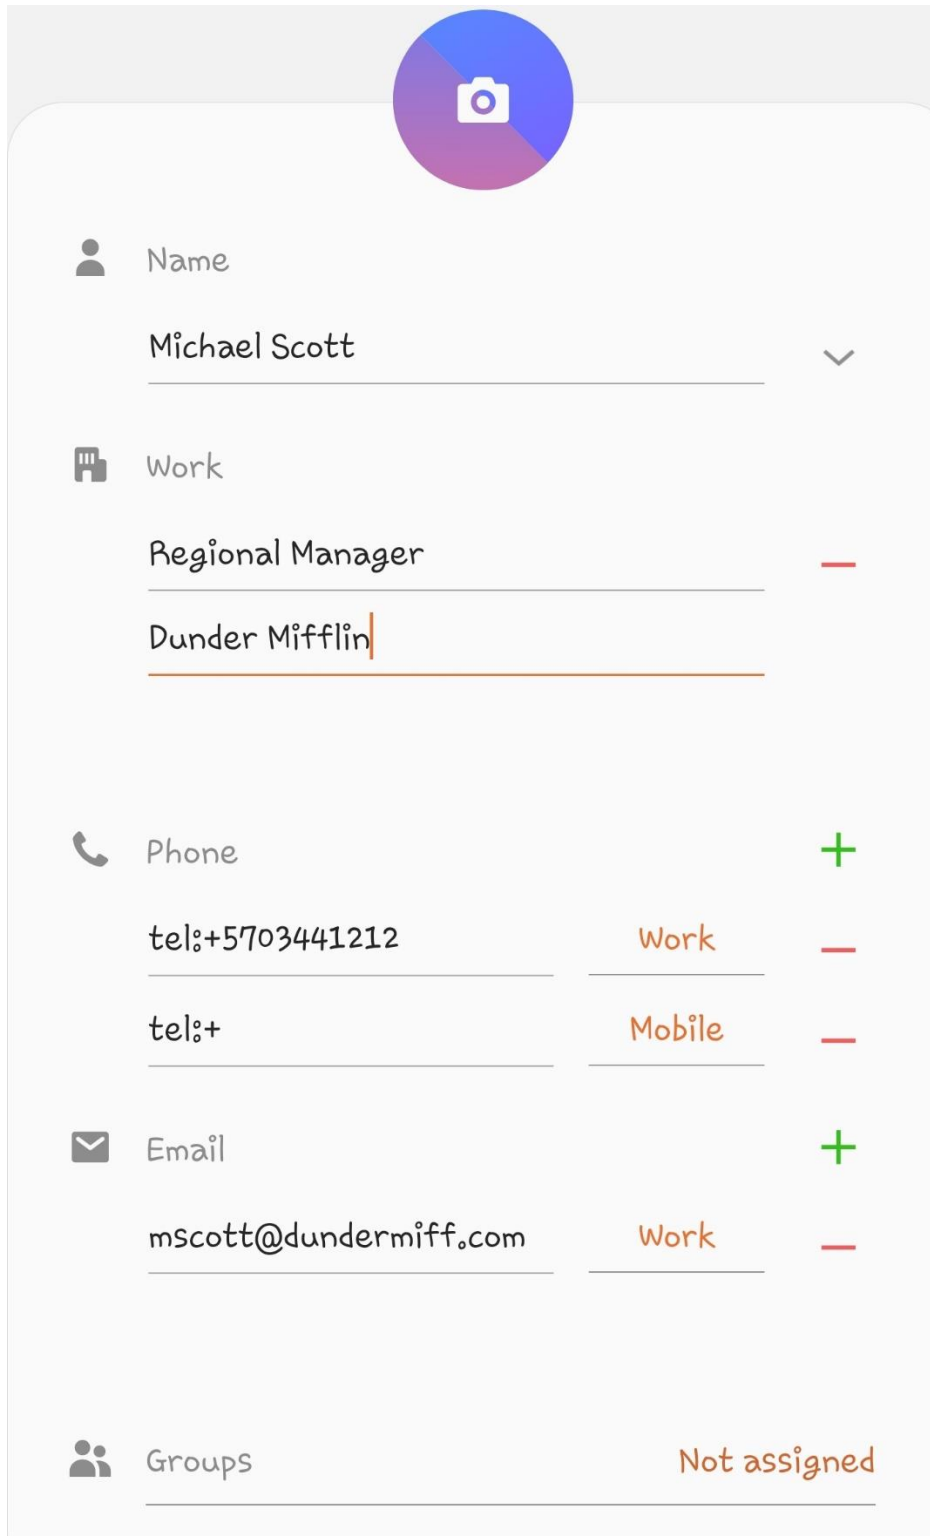 Name
Michael Scott
Work
Regional Manager
Dunder Mifflin
Phone
tel:+5703441212 Work
tel:+ Mobile
Email
mscott@dundermiff.com Work
Groups Not assigned